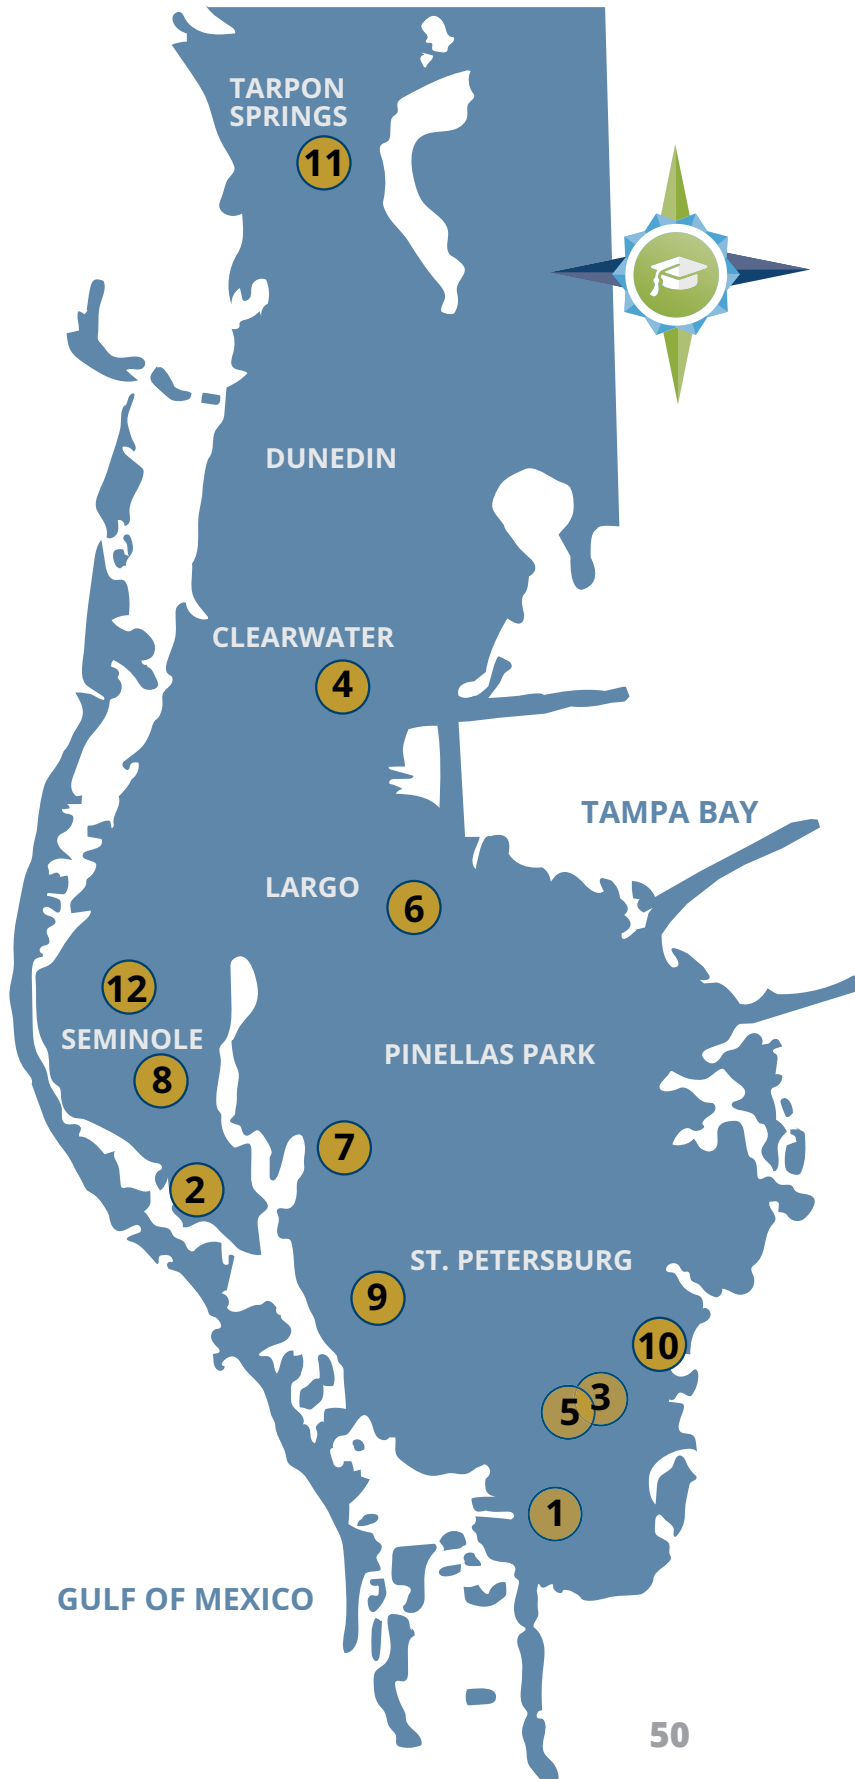 TARPON
SPRINGS
11
DUNEDIN
CLEARWATER
4
TAMPA BAY
LARGO
6
12
SEMINOLE
PINELLAS PARK
8
7
2
ST. PETERSBURG
9
10
3
5
1
GULF OF MEXICO
50